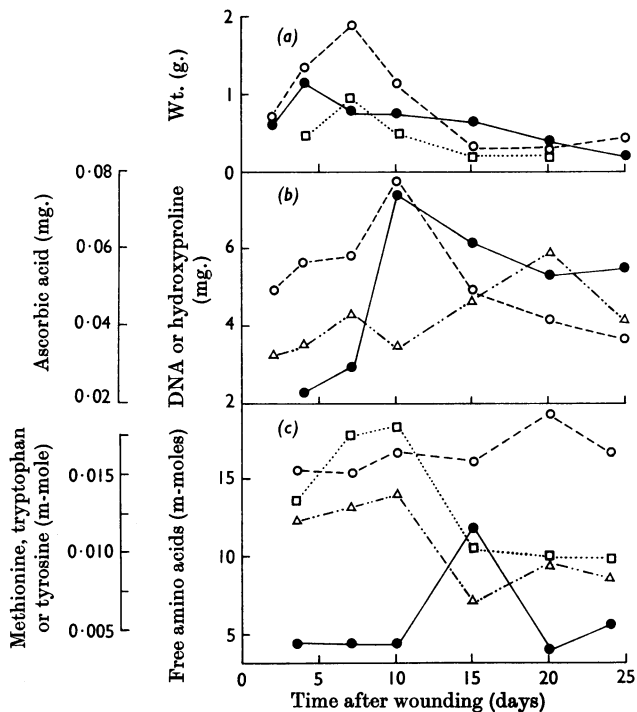 (a)
Wt. (g.)
2
1
0
(b)
Ascorbic acid (mg.)
0·08
0·06
0·04
0·02
DNA or hydroxyproline
(mg.)
6
4
2
(c)
Methionine, tryptophan
or tyrosine (m-mole)
0·015
0·010
0·005
Free amino acids (m-moles)
15
10
5
0
5
10
15
20
25
Time after wounding (days)